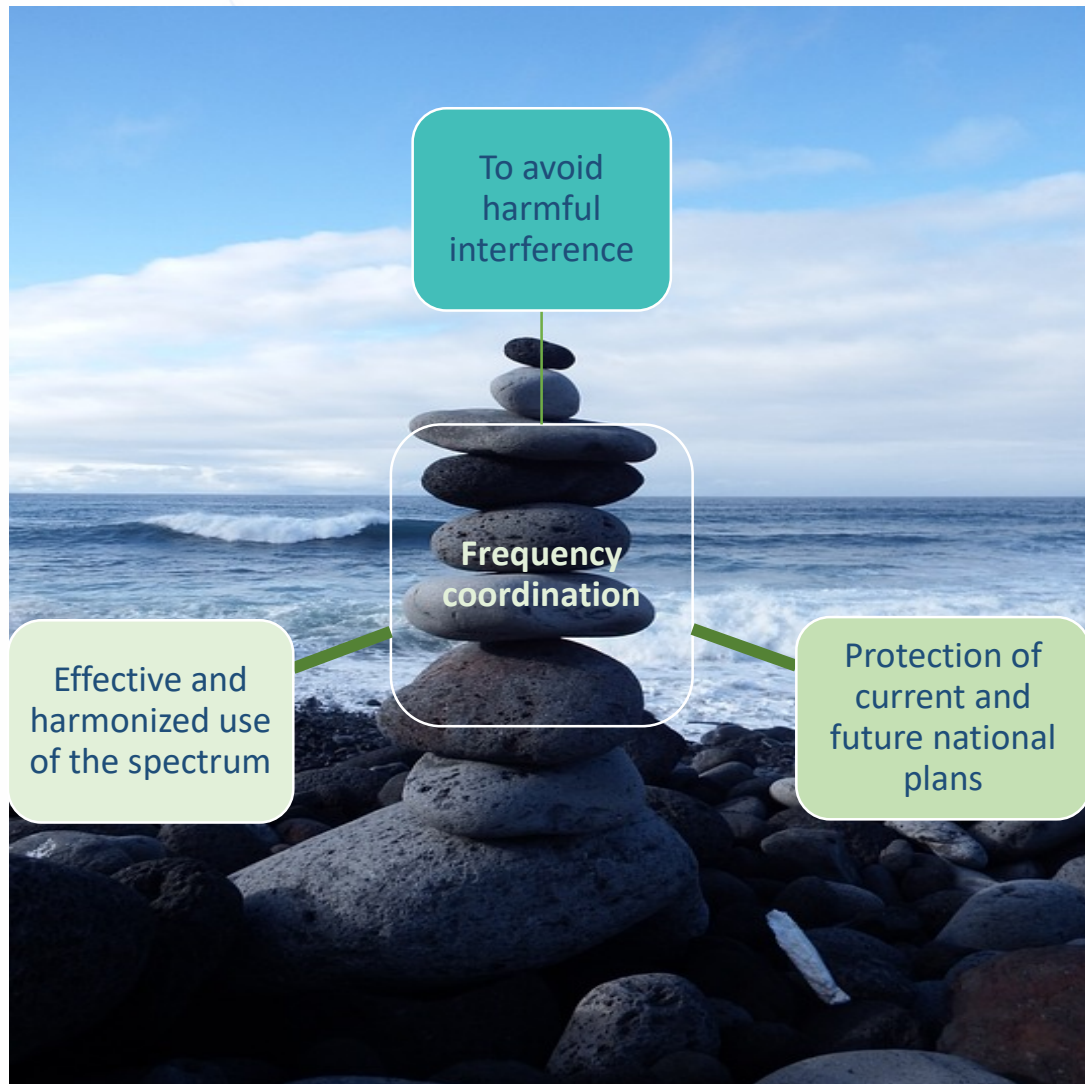 To avoid
harmful
interference
Frequency
coordination
Effective and
harmonized use
of the spectrum
Protection of
current and
future national
plans